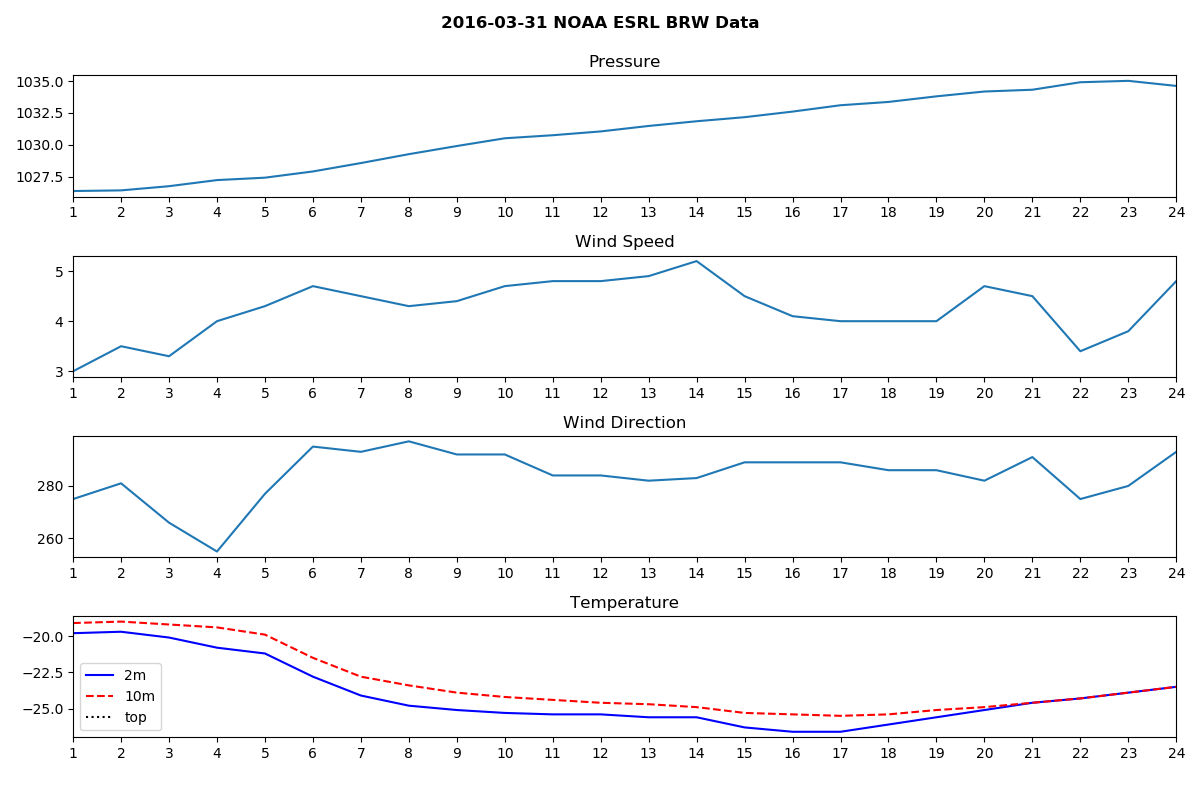 2016-03-31 NOAA ESRL BRW Data
Pressure
1035.0
1032.5
1030.0
1027.5
1 2 3 4 5 6 7 8 9 10 11 12 13 14 15 16 17 18 19 20 21 22 23 24
Wind Speed
5
4
3
1 2 3 4 5 6 7 8 9 10 11 12 13 14 15 16 17 18 19 20 21 22 23 24
Wind Direction
280
260
1 2 3 4 5 6 7 8 9 10 11 12 13 14 15 16 17 18 19 20 21 22 23 24
Temperature
−20.0
−22.5
−25.0
2m
10m
top
1 2 3 4 5 6 7 8 9 10 11 12 13 14 15 16 17 18 19 20 21 22 23 24